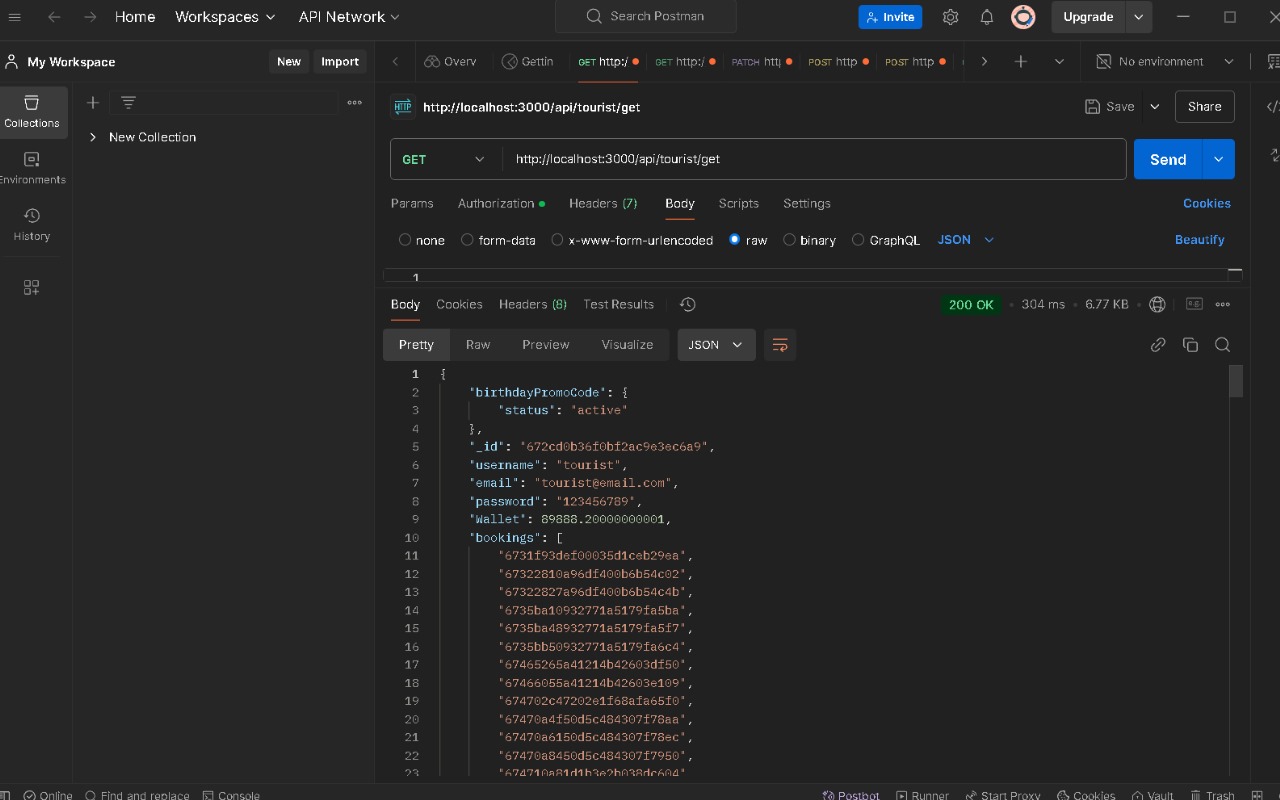 Home Workspaces API Network Search Postman Invite Upgrade
My Workspace New Import Overv Gettin GET http:/ GET http:/ PATCH htt POST http POST http No environment
Collections
New Collection
HTTP http://localhost:3000/api/tourist/get Save Share
Environments
GET http://localhost:3000/api/tourist/get Send
History
Params Authorization Headers (7) Body Scripts Settings Cookies
none form-data x-www-form-urlencoded raw binary GraphQL JSON Beautify
1
Body Cookies Headers (8) Test Results 200 OK 304 ms 6.77 KB
Pretty Raw Preview Visualize JSON
1 {
2 "birthdayPromoCode": {
3 "status": "active"
4 },
5 "_id": "672cd0b36f0bf2ac9e3ec6a9",
6 "username": "tourist",
7 "email": "tourist@email.com",
8 "password": "123456789",
9 "Wallet": 89888.20000000001,
10 "bookings": [
11 "6731f93def00035d1ceb29ea",
12 "67322810a96df400b6b54c02",
13 "67322827a96df400b6b54c4b",
14 "6735ba10932771a5179fa5ba",
15 "6735ba48932771a5179fa5f7",
16 "6735bb50932771a5179fa6c4",
17 "67465265a41214b42603df50",
18 "67466055a41214b42603e109",
19 "674702c47202e1f68afa65f0",
20 "67470a4f50d5c484307f78aa",
21 "67470a6150d5c484307f78ec",
22 "67470a8450d5c484307f7950",
23 "674710a81d1b3e2b038dc604"
Online Find and replace Console Postbot Runner Start Proxy Cookies Vault Trash